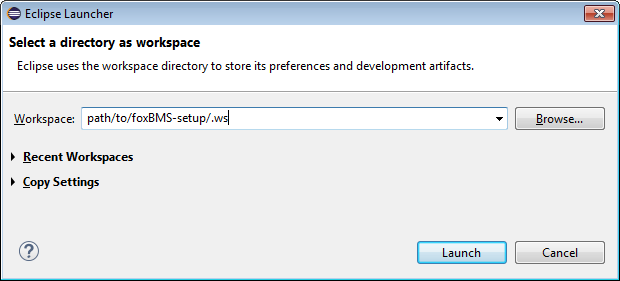 Eclipse Launcher
Select a directory as workspace
Eclipse uses the workspace directory to store its preferences and development artifacts.
Workspace: path/to/foxBMS-setup/.ws Browse...
Recent Workspaces
Copy Settings
? Launch Cancel